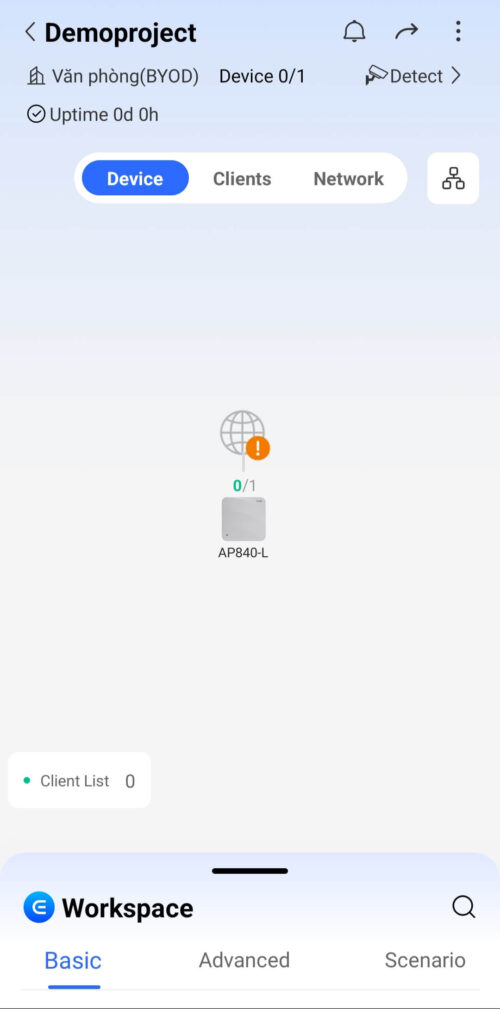 Demoproject
Văn phòng(BYOD) Device 0/1 Detect
Uptime 0d 0h
Device Clients Network
0/1
AP840-L
Client List 0
Workspace
Basic Advanced Scenario